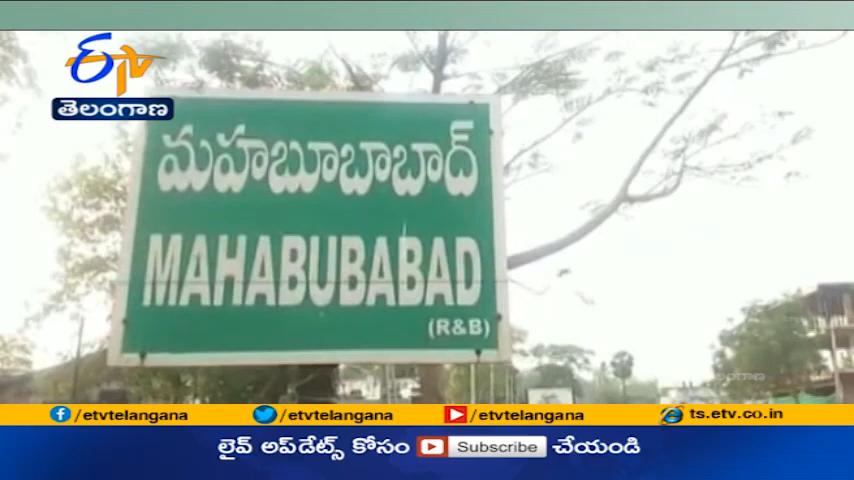 etv
తెలంగాణ
మహబూబాబాద్
MAHABUBABAD
(R&B)
తెలంగాణ
/etvtelangana /etvtelangana /etvtelangana ts.etv.co.in
లైవ్ అప్‌డేట్స్ కోసం Subscribe చేయండి